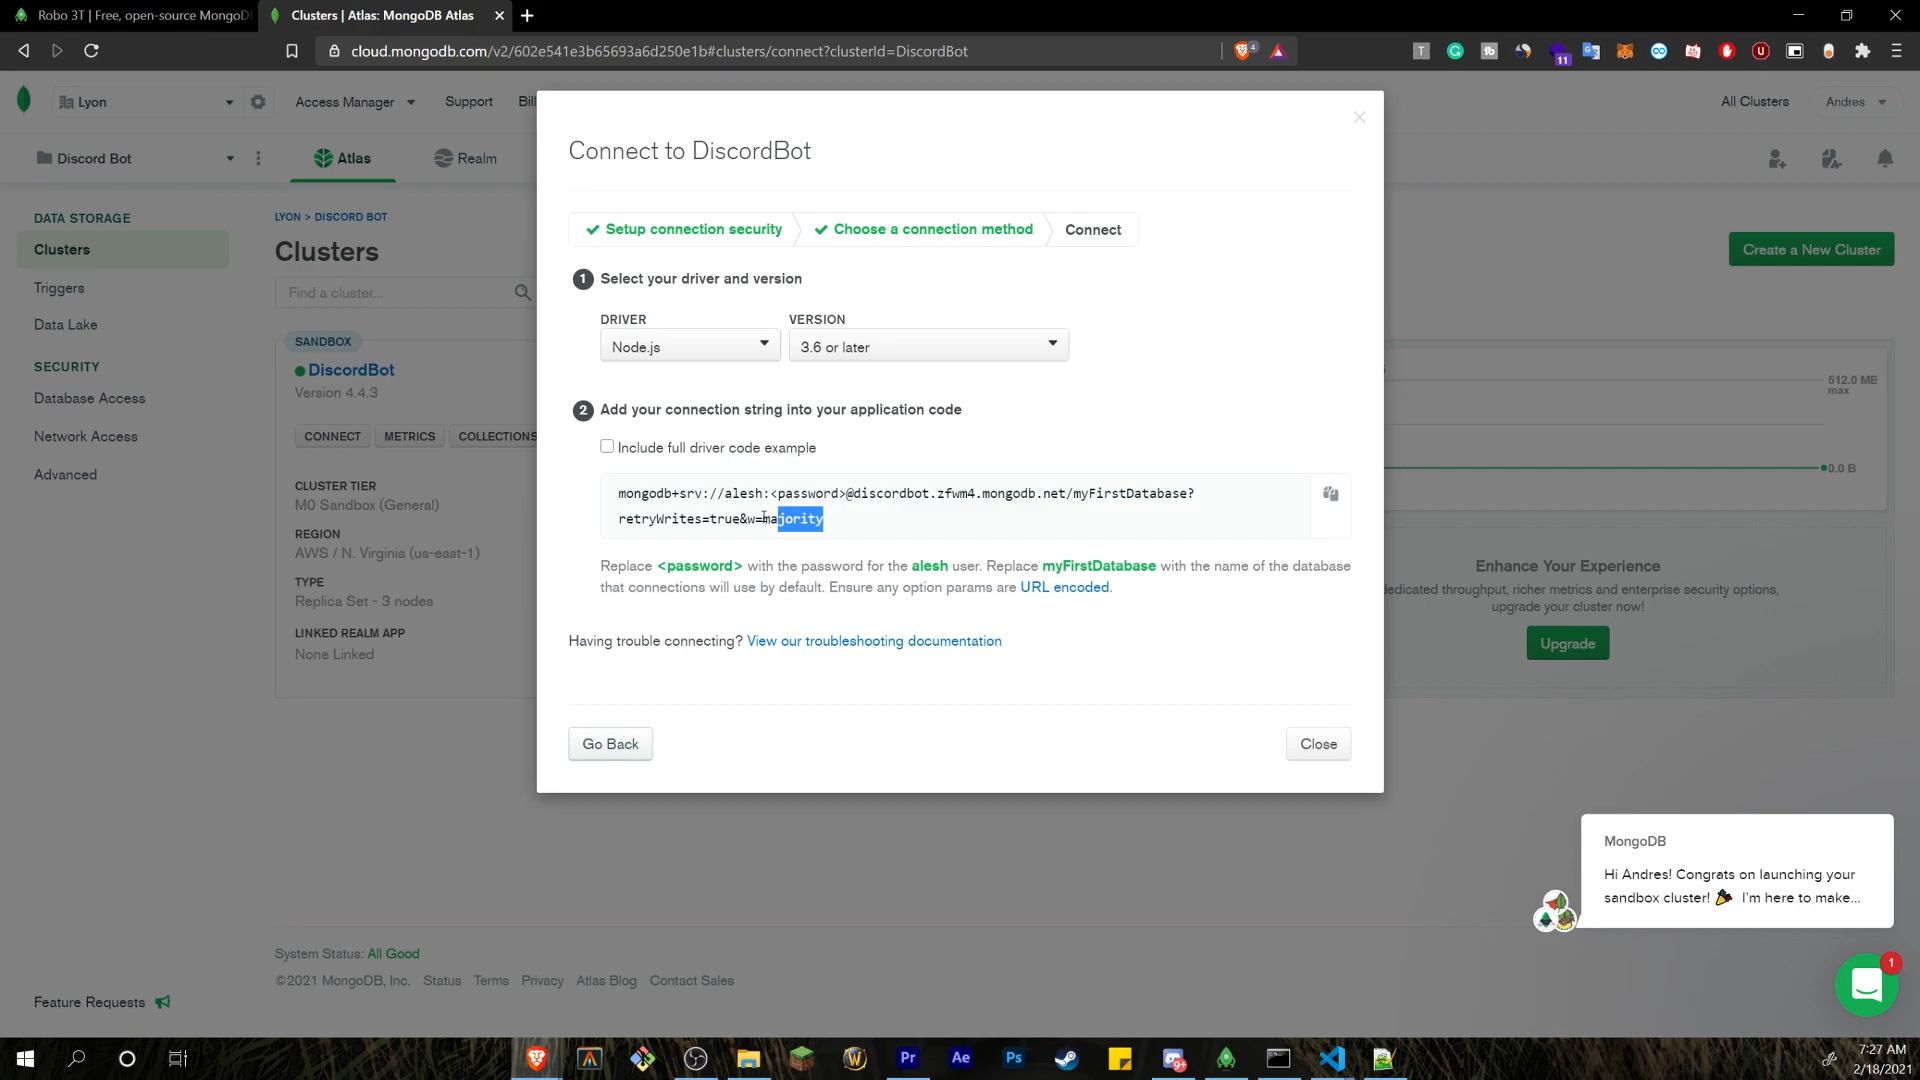 Robo 3T | Free, open-source MongoD
Clusters | Atlas: MongoDB Atlas
cloud.mongodb.com/v2/602e541e3b65693a6d250e1b#clusters/connect?clusterId=DiscordBot
4
T
tb
11
U
Lyon
Access Manager
Support
Bil
All Clusters
Andres
Discord Bot
Atlas
Realm
DATA STORAGE
Clusters
Triggers
Data Lake
SECURITY
Database Access
Network Access
Advanced
Feature Requests
LYON > DISCORD BOT
Clusters
Create a New Cluster
Find a cluster...
SANDBOX
DiscordBot
Version 4.4.3
CONNECT
METRICS
COLLECTIONS
CLUSTER TIER
M0 Sandbox (General)
REGION
AWS / N. Virginia (us-east-1)
TYPE
Replica Set - 3 nodes
LINKED REALM APP
None Linked
Connect to DiscordBot
Setup connection security
Choose a connection method
Connect
1 Select your driver and version
DRIVER
VERSION
Node.js
3.6 or later
2 Add your connection string into your application code
Include full driver code example
mongodb+srv://alesh:<password>@discordbot.zfwm4.mongodb.net/myFirstDatabase?
retryWrites=true&w=majority
Replace <password> with the password for the alesh user. Replace myFirstDatabase with the name of the database
that connections will use by default. Ensure any option params are URL encoded.
Having trouble connecting? View our troubleshooting documentation
Go Back
Close
512.0 MB
max
0.0 B
Enhance Your Experience
dedicated throughput, richer metrics and enterprise security options,
upgrade your cluster now!
Upgrade
MongoDB
Hi Andres! Congrats on launching your
sandbox cluster! I'm here to make...
1
System Status: All Good
©2021 MongoDB, Inc.
Status
Terms
Privacy
Atlas Blog
Contact Sales
W
Pr
Ae
Ps
9+
7:27 AM
2/18/2021